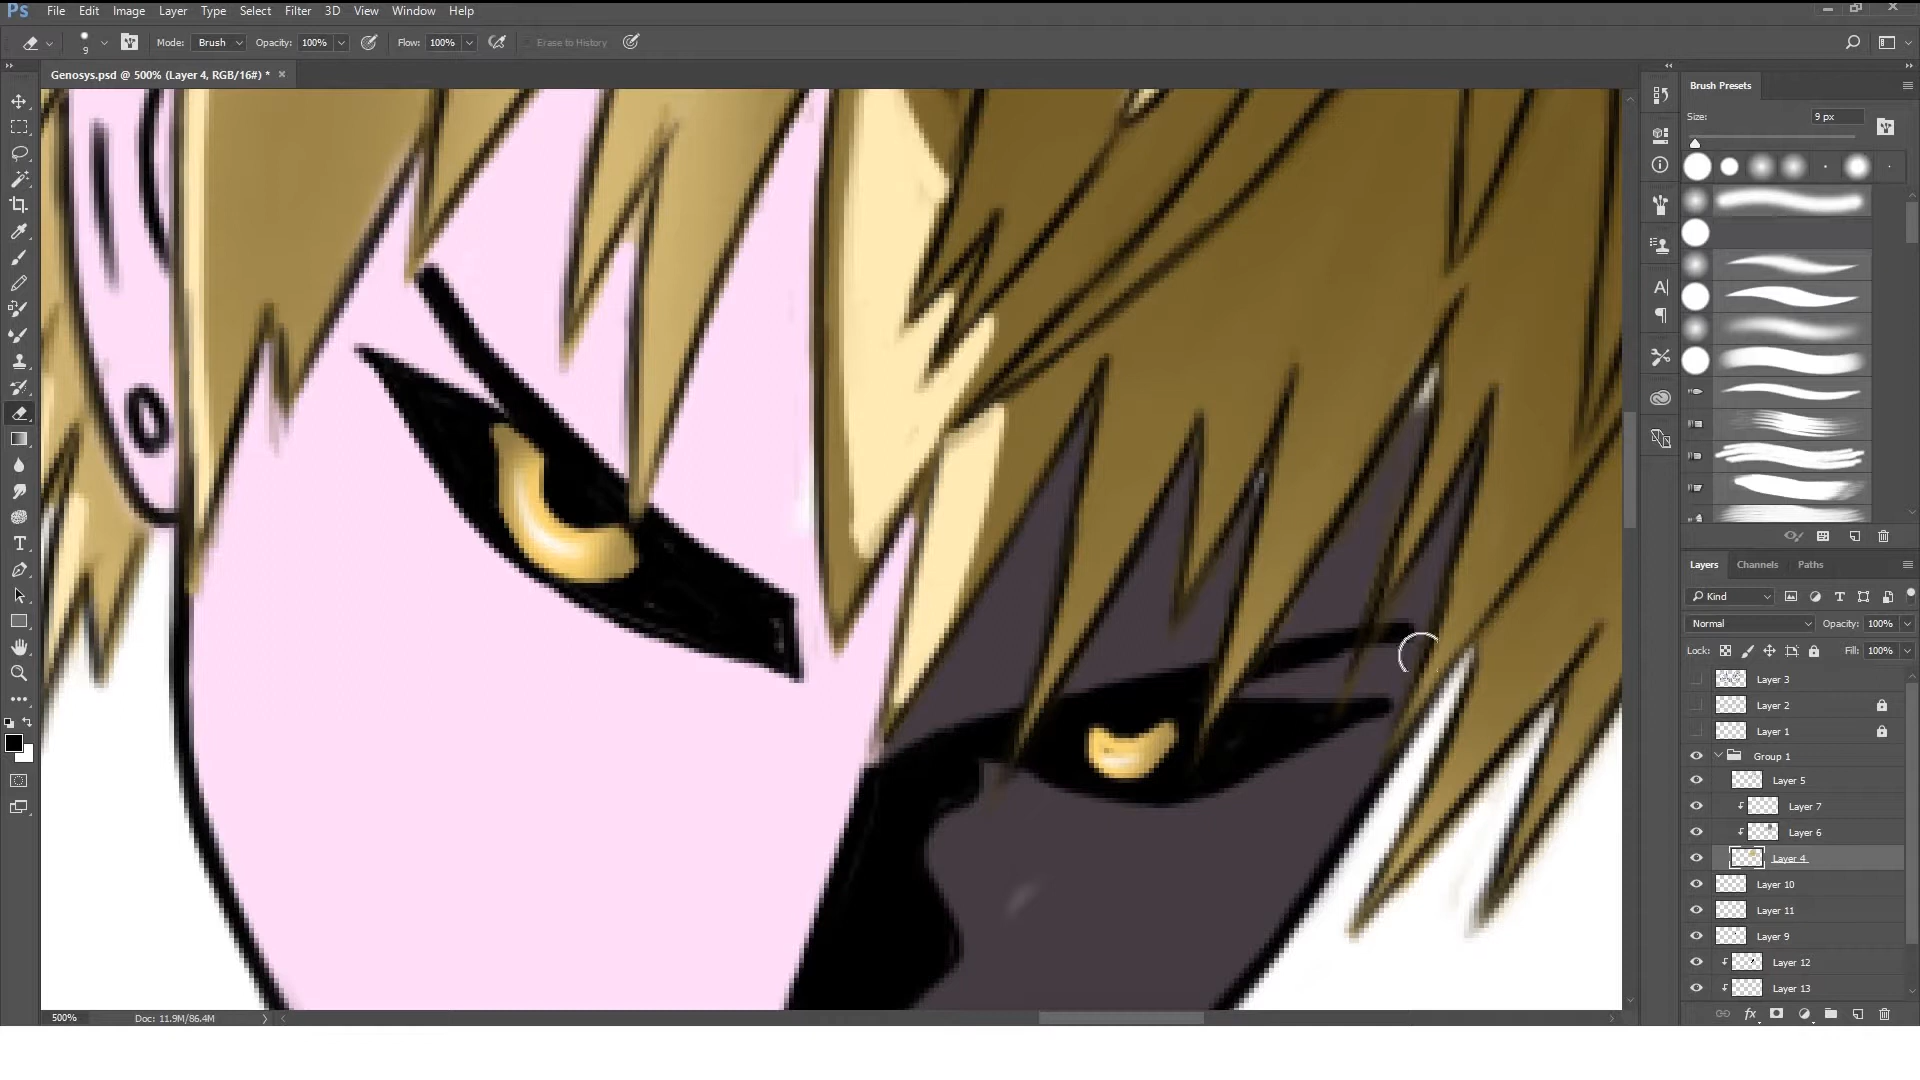 Ps File Edit Image Layer Type Select Filter 3D View Window Help
9 Mode: Brush Opacity: 100% Flow: 100% Erase to History
Genosys.psd @ 500% (Layer 4, RGB/16#) *
Brush Presets
Size: 9 px
Layers Channels Paths
Kind
Normal Opacity: 100%
Lock: Fill: 100%
Layer 3
Layer 2
Layer 1
Group 1
Layer 5
Layer 7
Layer 6
Layer 4
Layer 10
Layer 11
Layer 9
Layer 12
Layer 13
500% Doc: 11.9M/86.4M